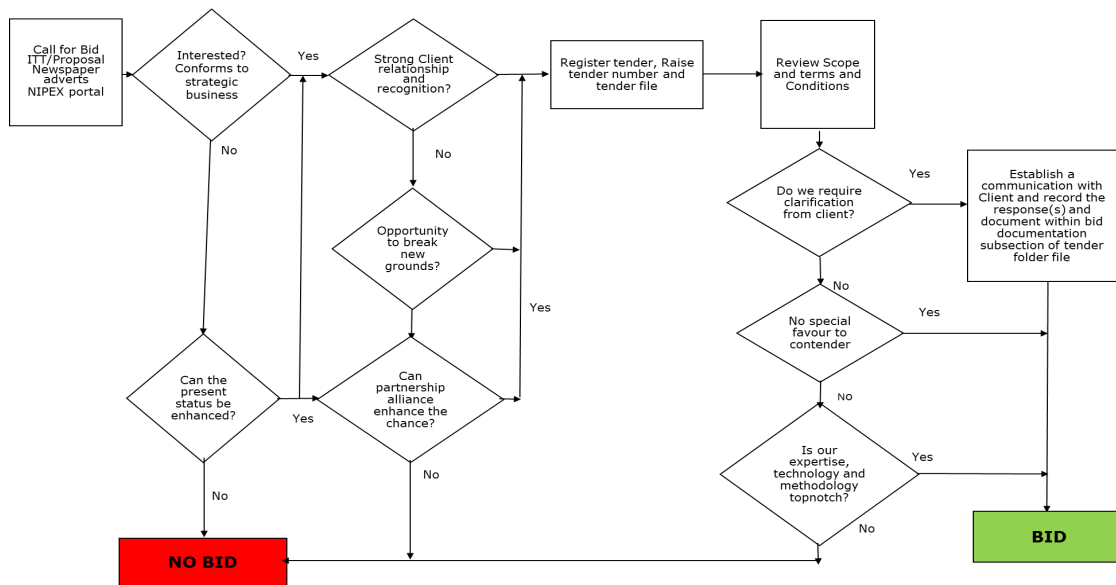 Call for Bid
ITT/Proposal
Newspaper
adverts
NIPEX portal
Interested?
Conforms to
strategic
business
Yes
Strong Client
relationship
and
recognition?
Register tender, Raise
tender number and
tender file
Review Scope
and terms and
Conditions
No
No
Do we require
clarification
from client?
Yes
Establish a
communication with
Client and record the
response(s) and
document within bid
documentation
subsection of tender
folder file
Opportunity
to break
new
grounds?
Yes
No
No special
favour to
contender
Yes
Can the
present
status be
enhanced?
Yes
Can
partnership
alliance
enhance the
chance?
No
Is our
expertise,
technology and
methodology
topnotch?
Yes
No
No
No
NO BID
BID